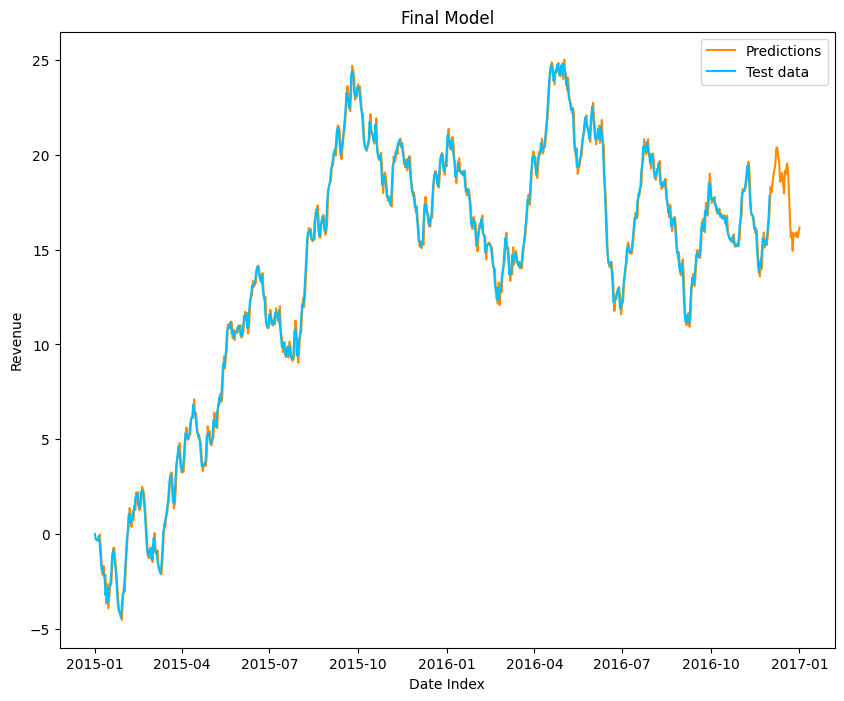 Final Model
Predictions
Test data
Revenue
25
20
15
10
5
0
−5
2015-01 2015-04 2015-07 2015-10 2016-01 2016-04 2016-07 2016-10 2017-01
Date Index